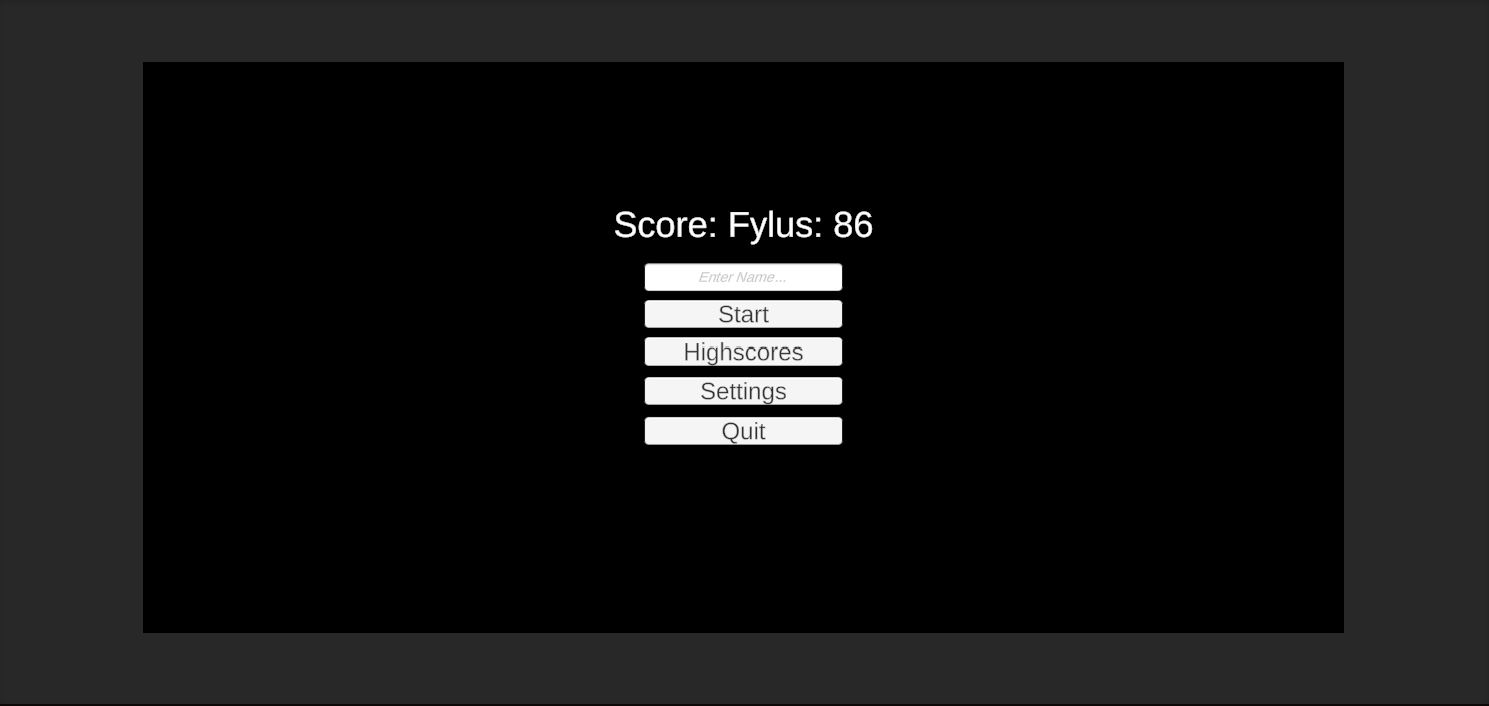 Score: Fylus: 86
Enter Name...
Start
Highscores
Settings
Quit